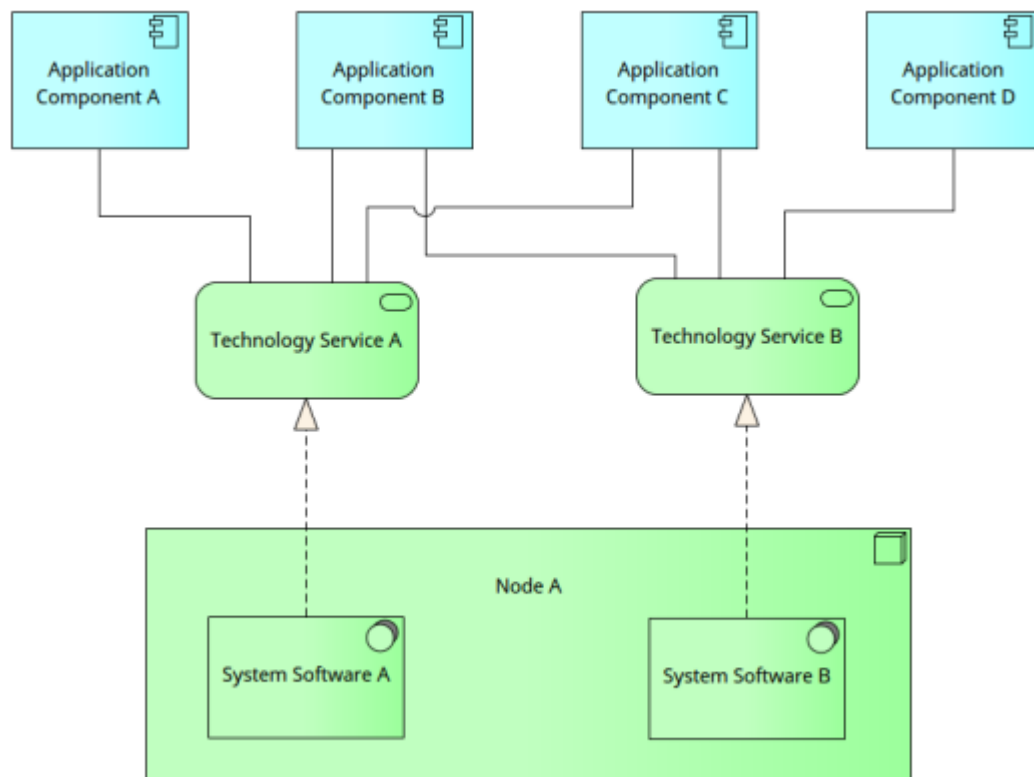 Application
Component A
Application
Component B
Application
Component C
Application
Component D
Technology Service A
Technology Service B
Node A
System Software A
System Software B